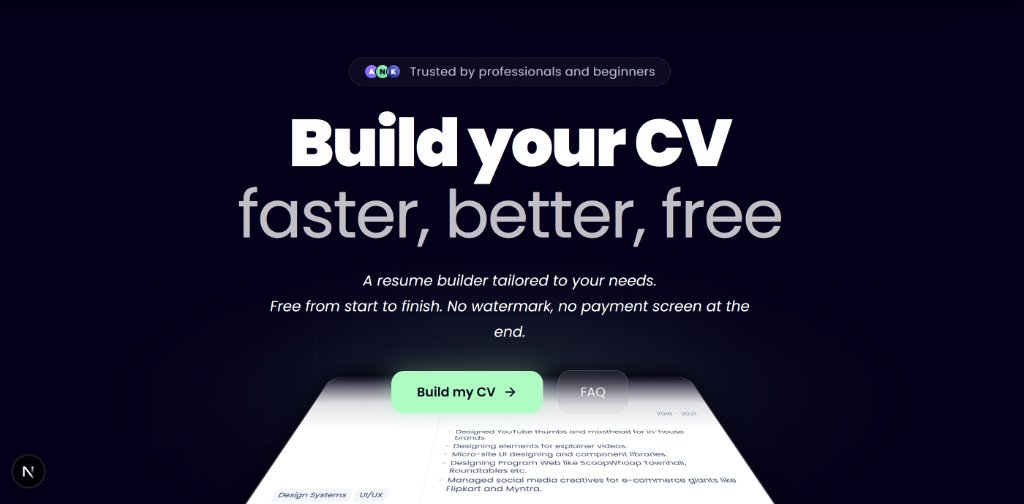 A N K Trusted by professionals and beginners
Build your CV
faster, better, free
A resume builder tailored to your needs.
Free from start to finish. No watermark, no payment screen at the
end.
Build my CV →
FAQ
2015 - 2021
- Designed YouTube thumbs and masthead for in-house
brands.
- Designing elements for explainer videos.
- Micro-site UI designing and component libraries.
- Designing Program Web like ScoopWhoop Townhall,
Roundtables etc.
- Managed social media creatives for e-commerce giants like
Flipkart and Myntra.
Design Systems UI/UX
N